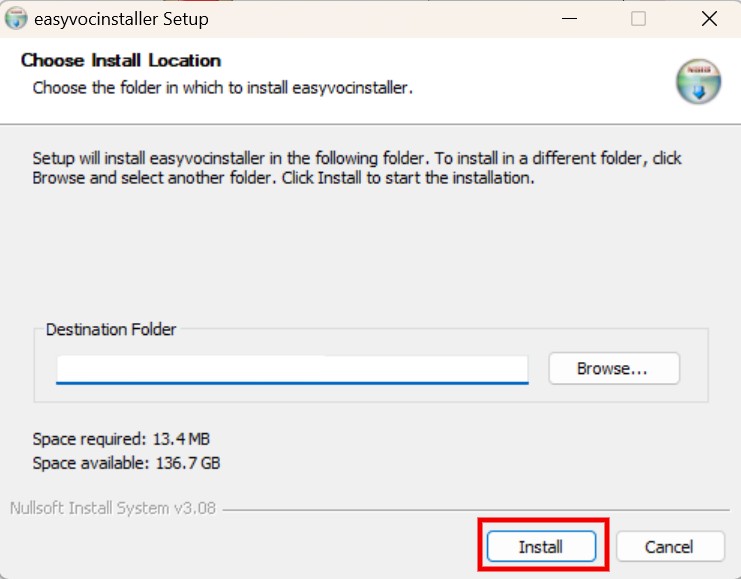 easyvocinstaller Setup
Choose Install Location
Choose the folder in which to install easyvocinstaller.
Setup will install easyvocinstaller in the following folder. To install in a different folder, click
Browse and select another folder. Click Install to start the installation.
Destination Folder
Browse...
Space required: 13.4 MB
Space available: 136.7 GB
Nullsoft Install System v3.08
Install
Cancel